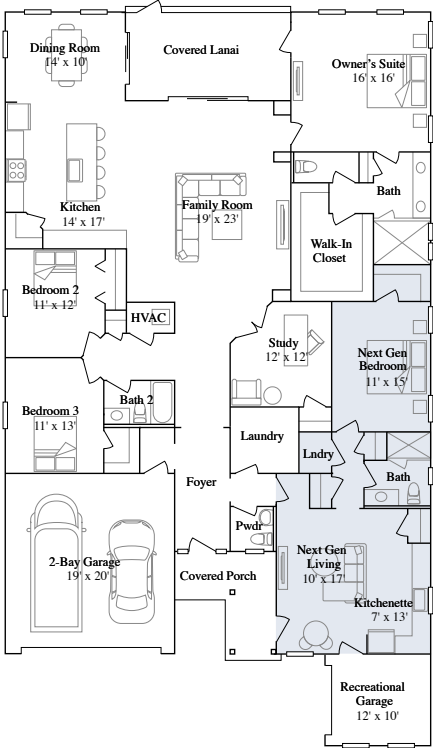 Dining Room
14' x 10'
Covered Lanai
Owner's Suite
16' x 16'
Kitchen
14' x 17'
Family Room
19' x 23'
Bath
Walk-In
Closet
Bedroom 2
11' x 12'
HVAC
Study
12' x 12'
Next Gen
Bedroom
11' x 15'
Bedroom 3
11' x 13'
Bath 2
Laundry
Lndry
Bath
Foyer
Pwdr
2-Bay Garage
19' x 20'
Covered Porch
Next Gen
Living
10' x 17'
Kitchenette
7' x 13'
Recreational
Garage
12' x 10'